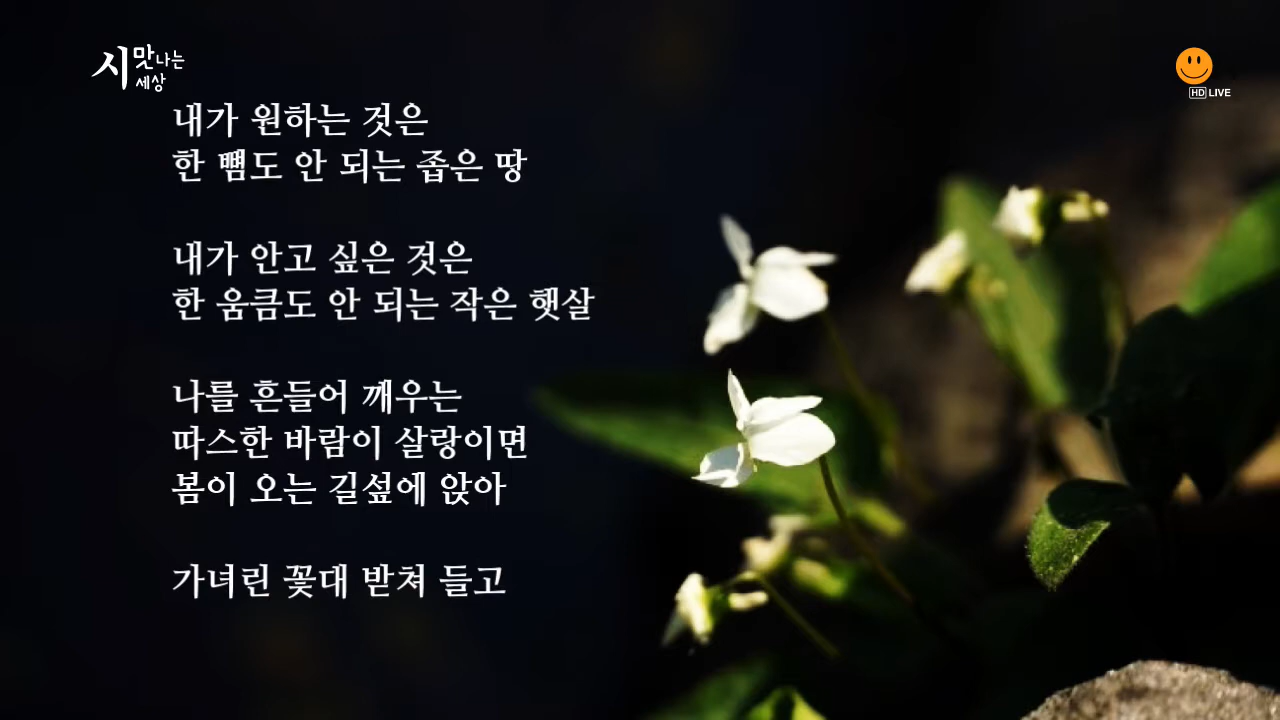 시 맛나는
세상
HD LIVE
내가 원하는 것은
한 뼘도 안 되는 좁은 땅
내가 안고 싶은 것은
한 움큼도 안 되는 작은 햇살
나를 흔들어 깨우는
따스한 바람이 살랑이면
봄이 오는 길섶에 앉아
가녀린 꽃대 받쳐 들고